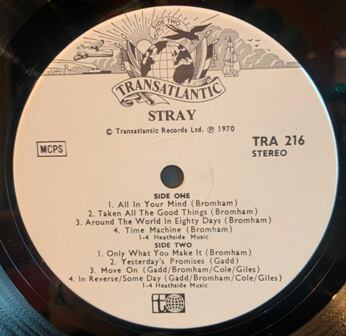 SIDE TWO
TRANSATLANTIC
STRAY
© Transatlantic Records Ltd. ℗ 1970
MCPS
TRA 216
STEREO
SIDE ONE
1. All In Your Mind (Bromham)
2. Taken All The Good Things (Bromham)
3. Around The World In Eighty Days (Bromham)
4. Time Machine (Bromham)
1-4 Heathside Music
SIDE TWO
1. Only What You Make It (Bromham)
2. Yesterday's Promises (Gadd)
3. Move On (Gadd/Bromham/Cole/Giles)
4. In Reverse/Some Day (Gadd/Bromham/Cole/Giles)
1-4 Heathside Music